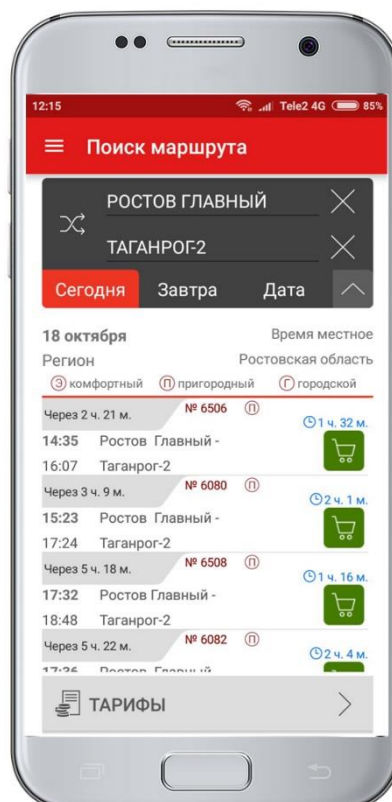 12:15 Tele2 4G 85%
Поиск маршрута
РОСТОВ ГЛАВНЫЙ
ТАГАНРОГ-2
Сегодня Завтра Дата
18 октября Время местное
Регион Ростовская область
Э комфортный П пригородный Г городской
Через 2 ч. 21 м. № 6506 П
1 ч. 32 м.
14:35 Ростов Главный -
16:07 Таганрог-2
Через 3 ч. 9 м. № 6080 П
2 ч. 1 м.
15:23 Ростов Главный -
17:24 Таганрог-2
Через 5 ч. 18 м. № 6508 П
1 ч. 16 м.
17:32 Ростов Главный -
18:48 Таганрог-2
Через 5 ч. 22 м. № 6082 П
2 ч. 4 м.
17:36 Ростов Главный
ТАРИФЫ